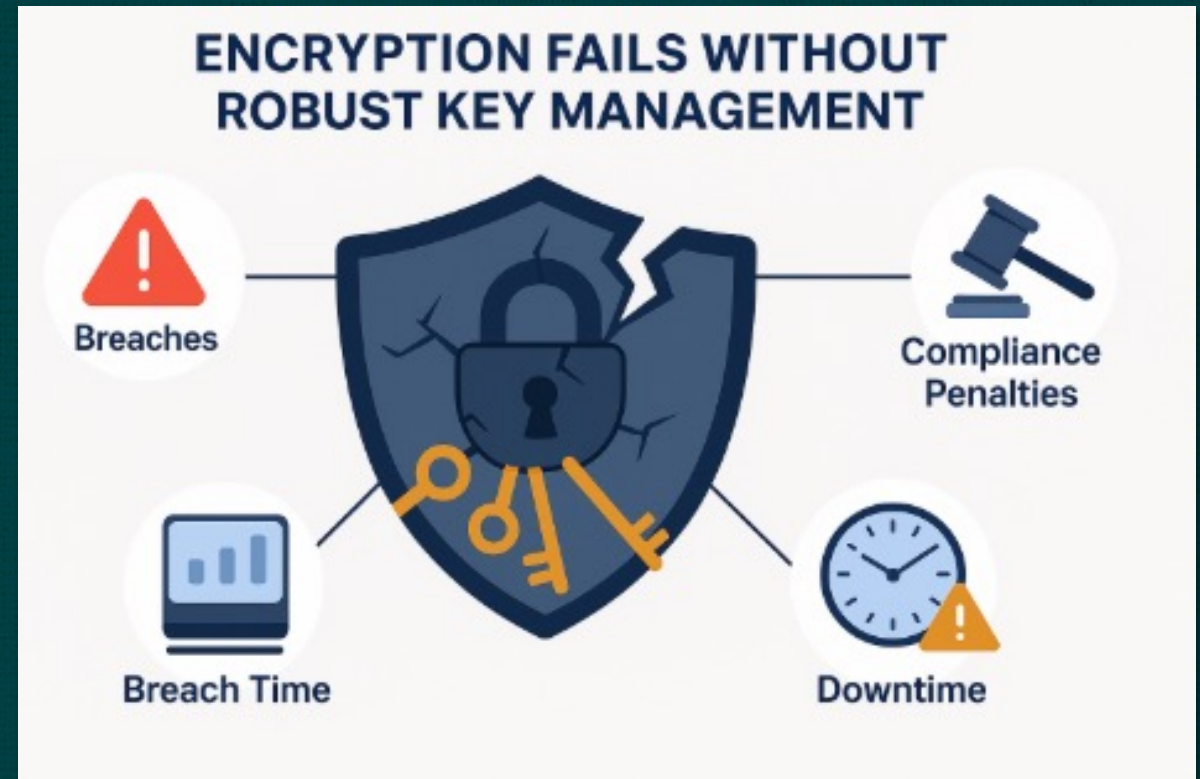 ENCRYPTION FAILS WITHOUT
ROBUST KEY MANAGEMENT
Breaches
Compliance
Penalties
Breach Time
Downtime